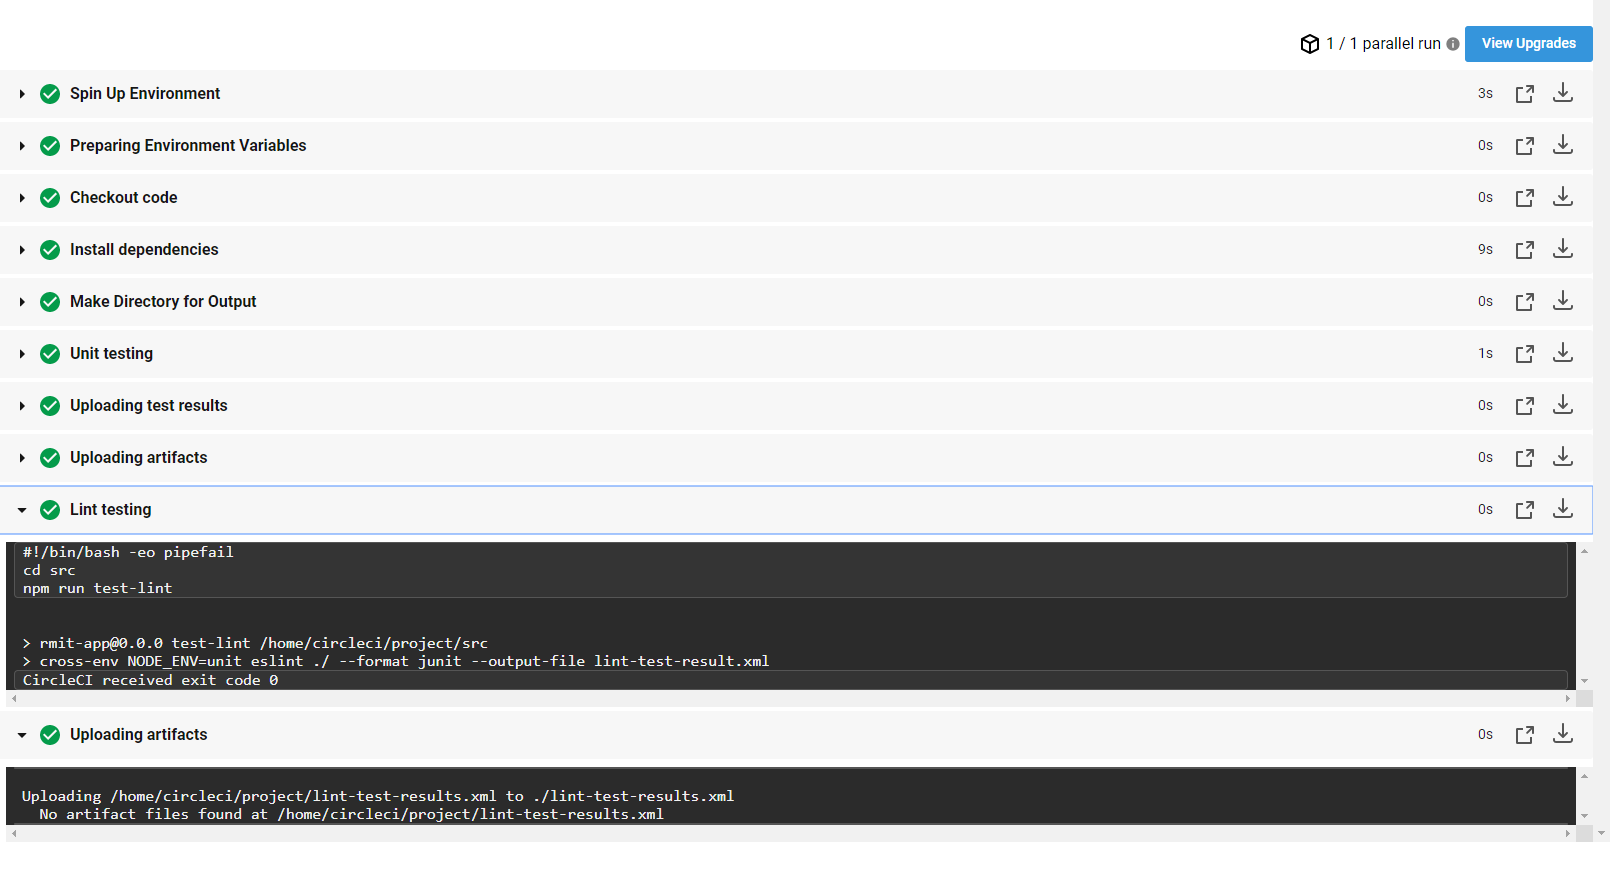 1 / 1 parallel run View Upgrades
Spin Up Environment 3s
Preparing Environment Variables 0s
Checkout code 0s
Install dependencies 9s
Make Directory for Output 0s
Unit testing 1s
Uploading test results 0s
Uploading artifacts 0s
Lint testing 0s
#!/bin/bash -eo pipefail
cd src
npm run test-lint
> rmit-app@0.0.0 test-lint /home/circleci/project/src
> cross-env NODE_ENV=unit eslint ./ --format junit --output-file lint-test-result.xml
CircleCI received exit code 0
Uploading artifacts 0s
Uploading /home/circleci/project/lint-test-results.xml to ./lint-test-results.xml
No artifact files found at /home/circleci/project/lint-test-results.xml